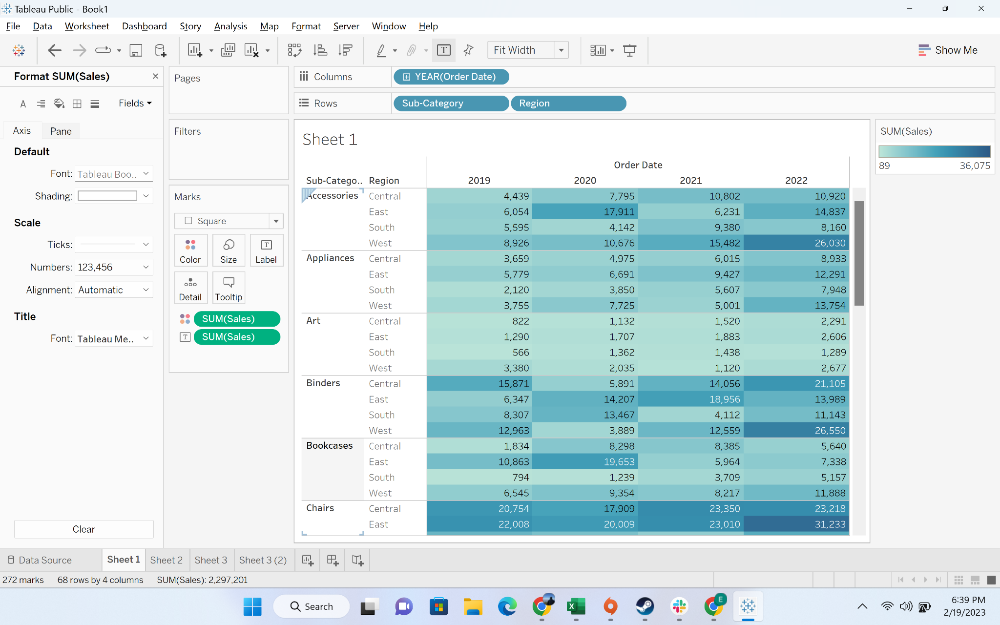 Tableau Public - Book1
File Data Worksheet Dashboard Story Analysis Map Format Server Window Help
Fit Width
Show Me
Format SUM(Sales)
Fields
Axis Pane
Default
Font: Tableau Boo..
Shading:
Scale
Ticks:
Numbers: 123,456
Alignment: Automatic
Title
Font: Tableau Me..
Clear
Pages
Filters
Marks
Square
Color Size Label
Detail Tooltip
SUM(Sales)
SUM(Sales)
Columns YEAR(Order Date)
Rows Sub-Category Region
Sheet 1
Order Date
Sub-Catego.. Region 2019 2020 2021 2022
Accessories Central 4,439 7,795 10,802 10,920
East 6,054 17,911 6,231 14,837
South 5,595 4,142 9,380 8,160
West 8,926 10,676 15,482 26,030
Appliances Central 3,659 4,975 6,015 8,933
East 5,779 6,691 9,427 12,291
South 2,120 3,850 5,607 7,948
West 3,755 7,725 5,001 13,754
Art Central 822 1,132 1,520 2,291
East 1,290 1,707 1,883 2,606
South 566 1,362 1,438 1,289
West 3,380 2,035 1,120 2,677
Binders Central 15,871 5,891 14,056 21,105
East 6,347 14,207 18,956 13,989
South 8,307 13,467 4,112 11,143
West 12,963 3,889 12,559 26,550
Bookcases Central 1,834 8,298 8,385 5,640
East 10,863 19,653 5,964 7,338
South 794 1,239 3,709 5,157
West 6,545 9,354 8,217 11,888
Chairs Central 20,754 17,909 23,350 23,218
East 22,008 20,009 23,010 31,233
SUM(Sales)
89 36,075
Data Source Sheet 1 Sheet 2 Sheet 3 Sheet 3 (2)
272 marks 68 rows by 4 columns SUM(Sales): 2,297,201
Search
6:39 PM
2/19/2023